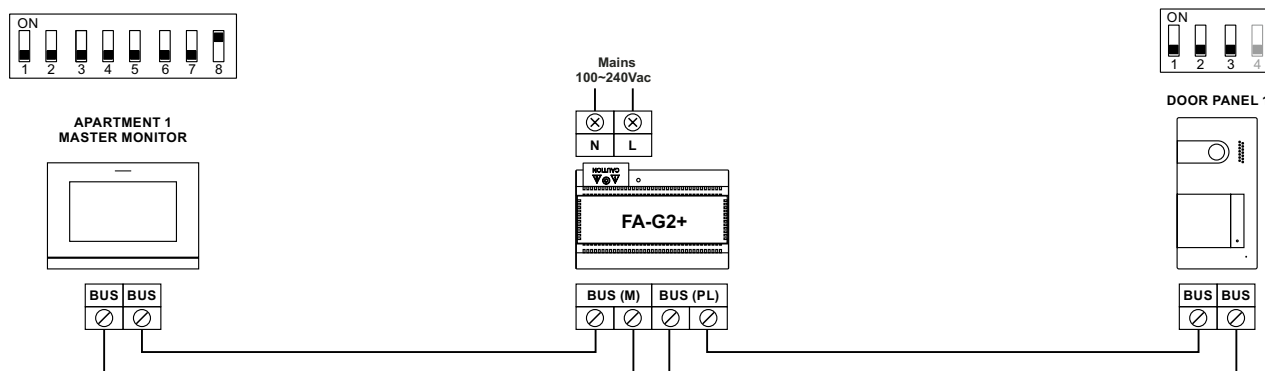 ON
1 2 3 4 5 6 7 8
APARTMENT 1
MASTER MONITOR
BUS BUS
Mains
100~240Vac
N L
CAUTION
FA-G2+
BUS (M) BUS (PL)
ON
1 2 3 4
DOOR PANEL 1
BUS BUS